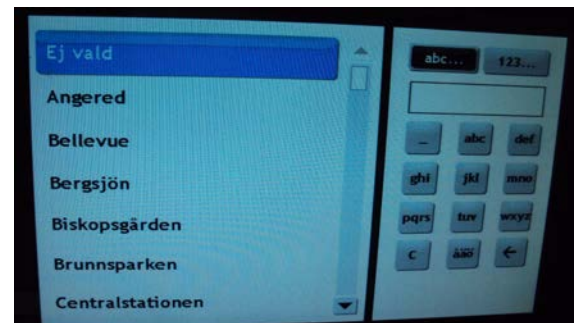 Ej vald
Angered
Bellevue
Bergsjön
Biskopsgården
Brunnsparken
Centralstationen
abc... 123...
_ abc def
ghi jkl mno
pqrs tuv wxyz
C åäö ←